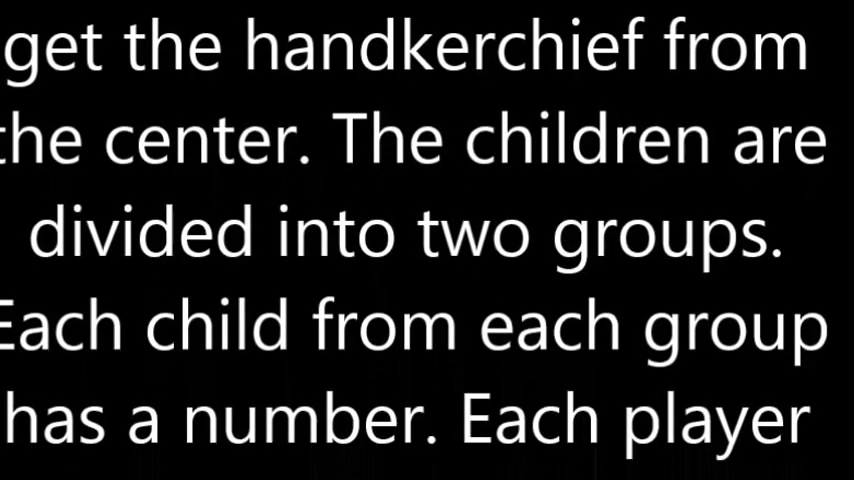 get the handkerchief from
the center. The children are
divided into two groups.
Each child from each group
has a number. Each player